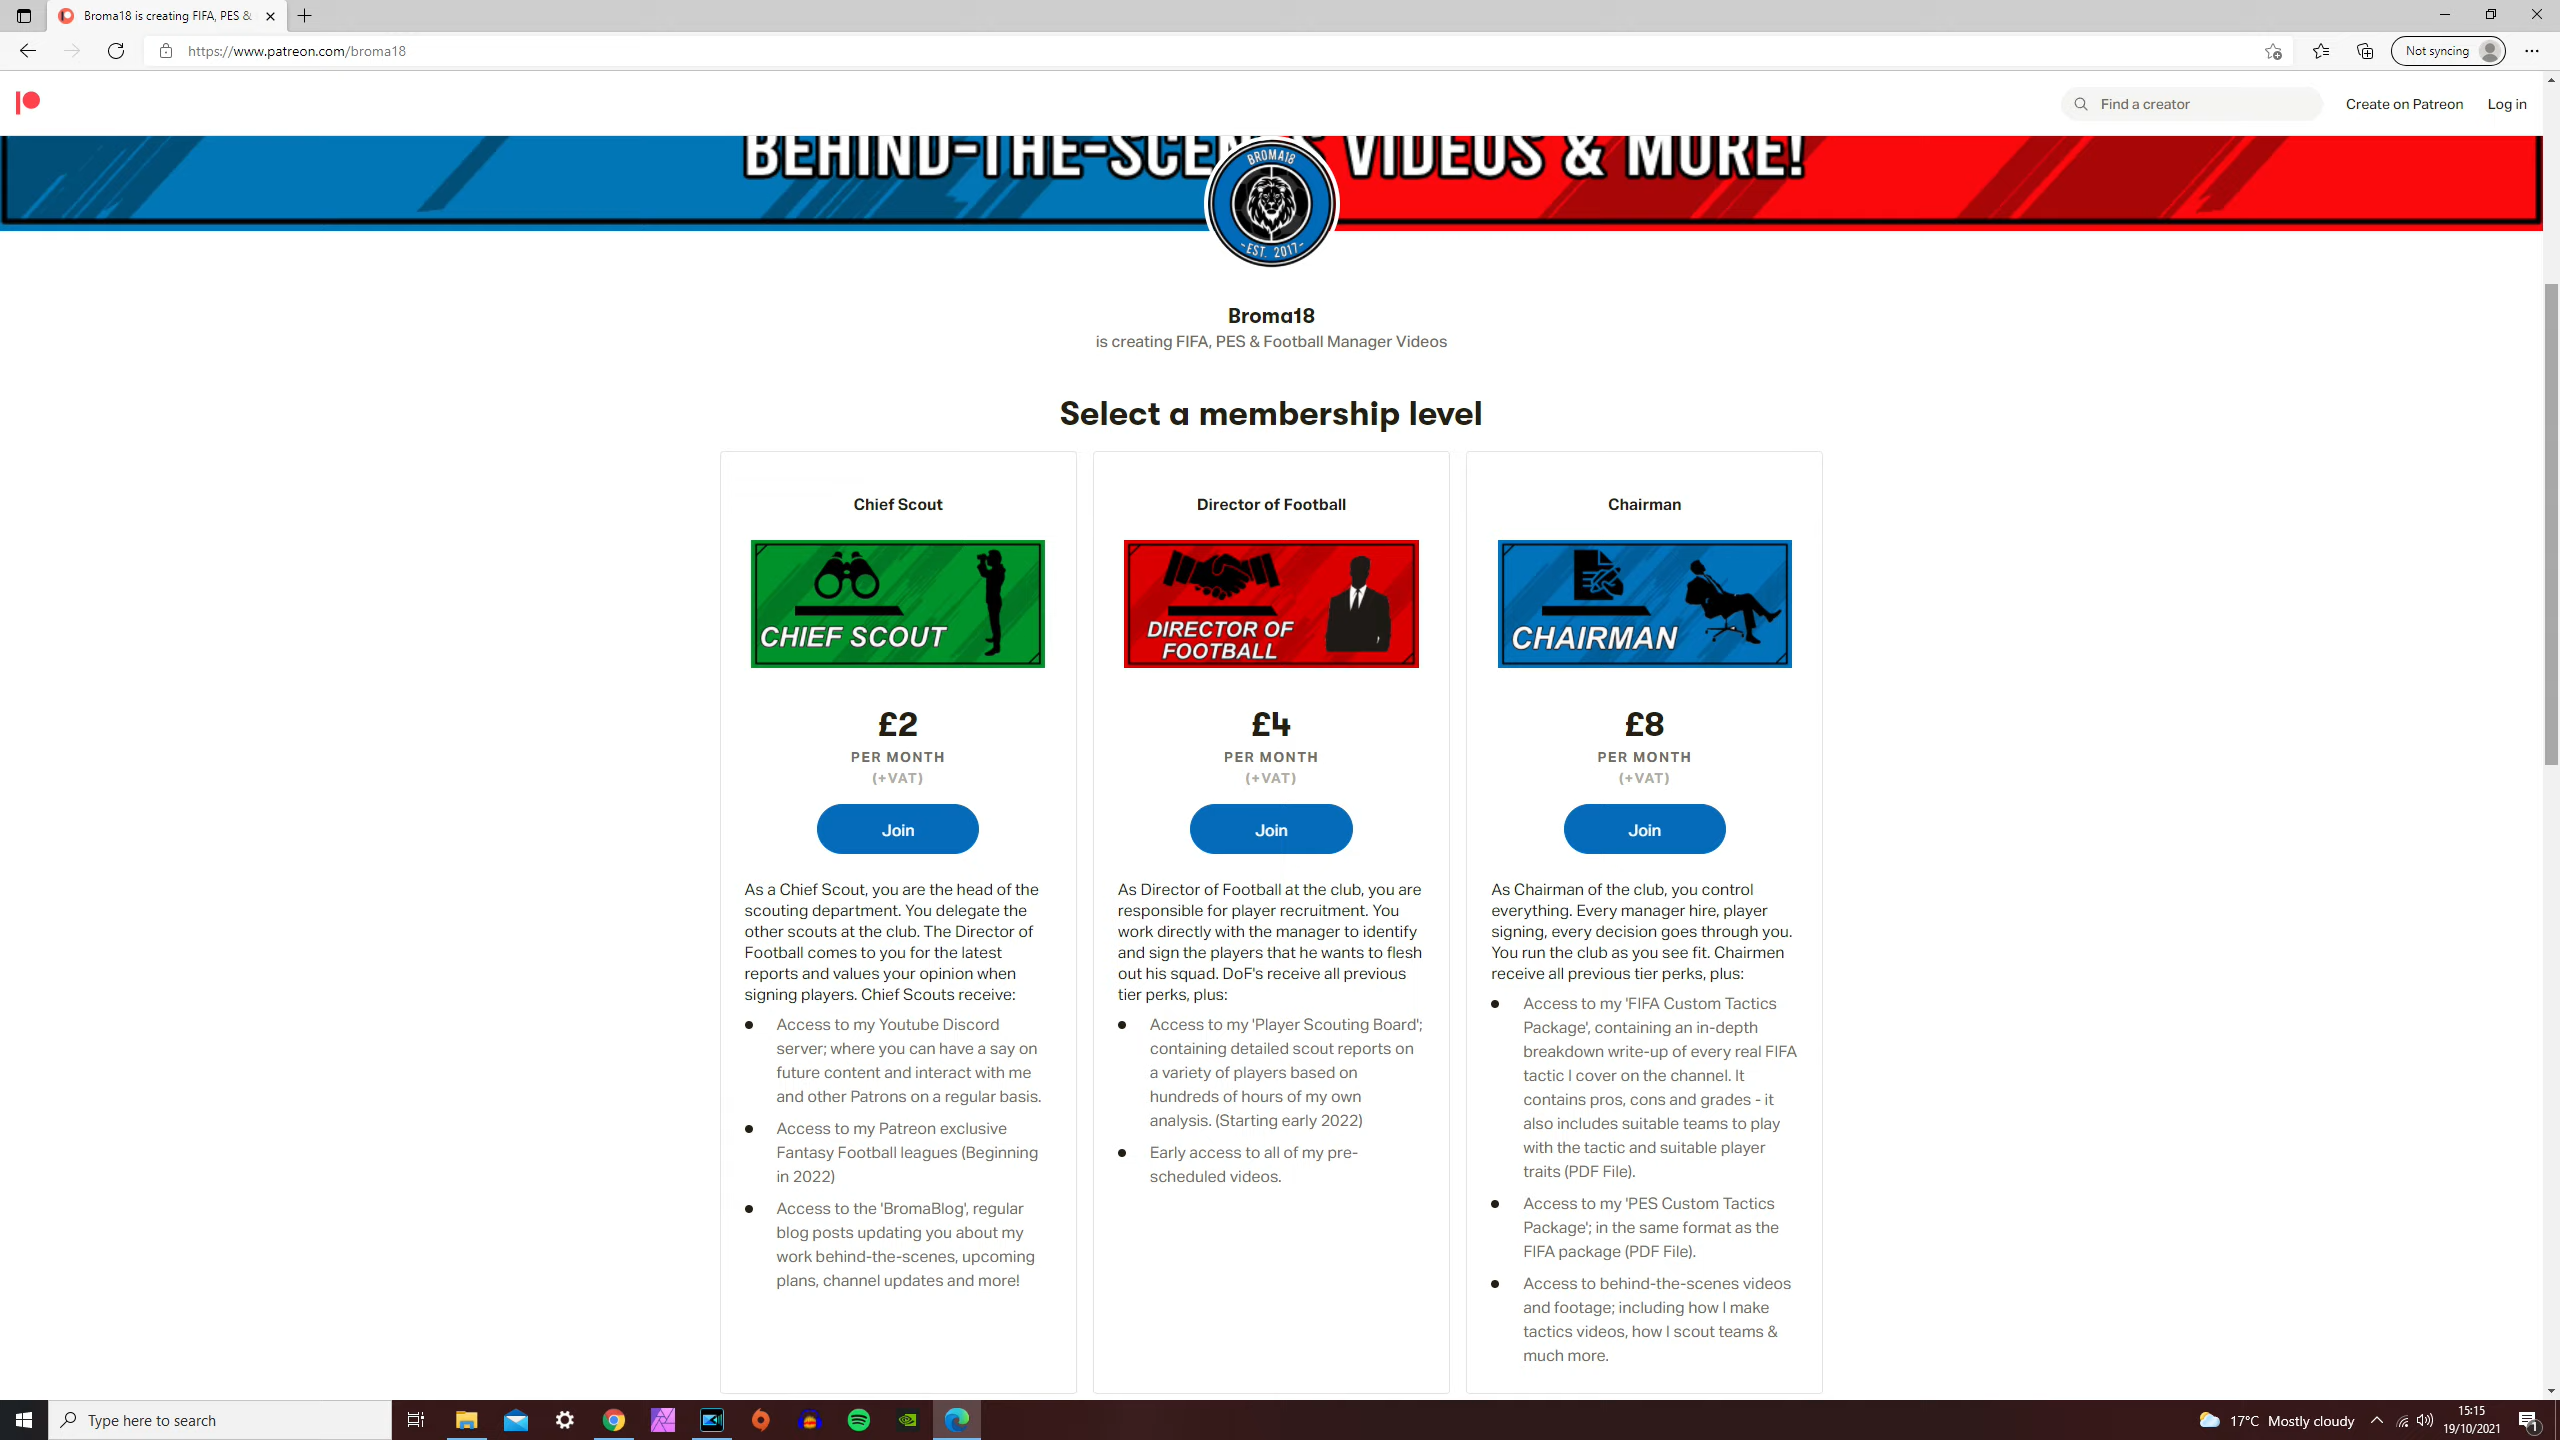 Broma18 is creating FIFA, PES &
https://www.patreon.com/broma18
Not syncing
Find a creator
Create on Patreon
Log in
BEHIND-THE-SCENES VIDEOS & MORE!
BROMA18
-EST. 2017-
Broma18
is creating FIFA, PES & Football Manager Videos
Select a membership level
Chief Scout
CHIEF SCOUT
£2
PER MONTH
(+VAT)
Join
As a Chief Scout, you are the head of the
scouting department. You delegate the
other scouts at the club. The Director of
Football comes to you for the latest
reports and values your opinion when
signing players. Chief Scouts receive:
Access to my Youtube Discord
server; where you can have a say on
future content and interact with me
and other Patrons on a regular basis.
Access to my Patreon exclusive
Fantasy Football leagues (Beginning
in 2022)
Access to the 'BromaBlog', regular
blog posts updating you about my
work behind-the-scenes, upcoming
plans, channel updates and more!
Director of Football
DIRECTOR OF
FOOTBALL
£4
PER MONTH
(+VAT)
Join
As Director of Football at the club, you are
responsible for player recruitment. You
work directly with the manager to identify
and sign the players that he wants to flesh
out his squad. DoF's receive all previous
tier perks, plus:
Access to my 'Player Scouting Board';
containing detailed scout reports on
a variety of players based on
hundreds of hours of my own
analysis. (Starting early 2022)
Early access to all of my pre-
scheduled videos.
Chairman
CHAIRMAN
£8
PER MONTH
(+VAT)
Join
As Chairman of the club, you control
everything. Every manager hire, player
signing, every decision goes through you.
You run the club as you see fit. Chairmen
receive all previous tier perks, plus:
Access to my 'FIFA Custom Tactics
Package', containing an in-depth
breakdown write-up of every real FIFA
tactic I cover on the channel. It
contains pros, cons and grades - it
also includes suitable teams to play
with the tactic and suitable player
traits (PDF File).
Access to my 'PES Custom Tactics
Package'; in the same format as the
FIFA package (PDF File).
Access to behind-the-scenes videos
and footage; including how I make
tactics videos, how I scout teams &
much more.
Type here to search
17°C Mostly cloudy
15:15
19/10/2021
1